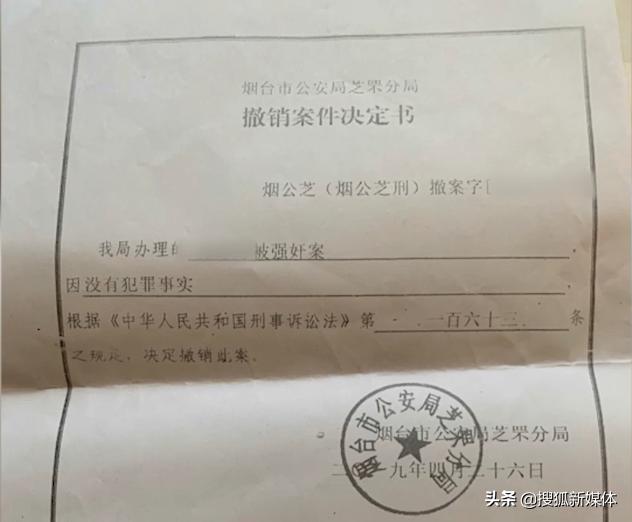 烟台市公安局芝罘分局
撤销案件决定书
烟公芝（烟公芝刑）撤案字[
我局办理的 被强奸案 ，
因没有犯罪事实 ，
根据《中华人民共和国刑事诉讼法》第 一百六十三 条
之规定，决定撤销此案。
烟台市公安局芝罘分局
二 一九年四月二十六日
烟台市公安局芝罘分局
头条 @搜狐新媒体